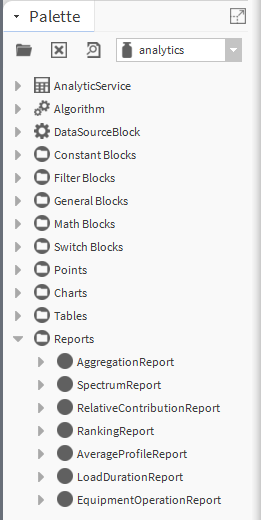 Palette
analytics
AnalyticService
Algorithm
DataSourceBlock
Constant Blocks
Filter Blocks
General Blocks
Math Blocks
Switch Blocks
Points
Charts
Tables
Reports
AggregationReport
SpectrumReport
RelativeContributionReport
RankingReport
AverageProfileReport
LoadDurationReport
EquipmentOperationReport